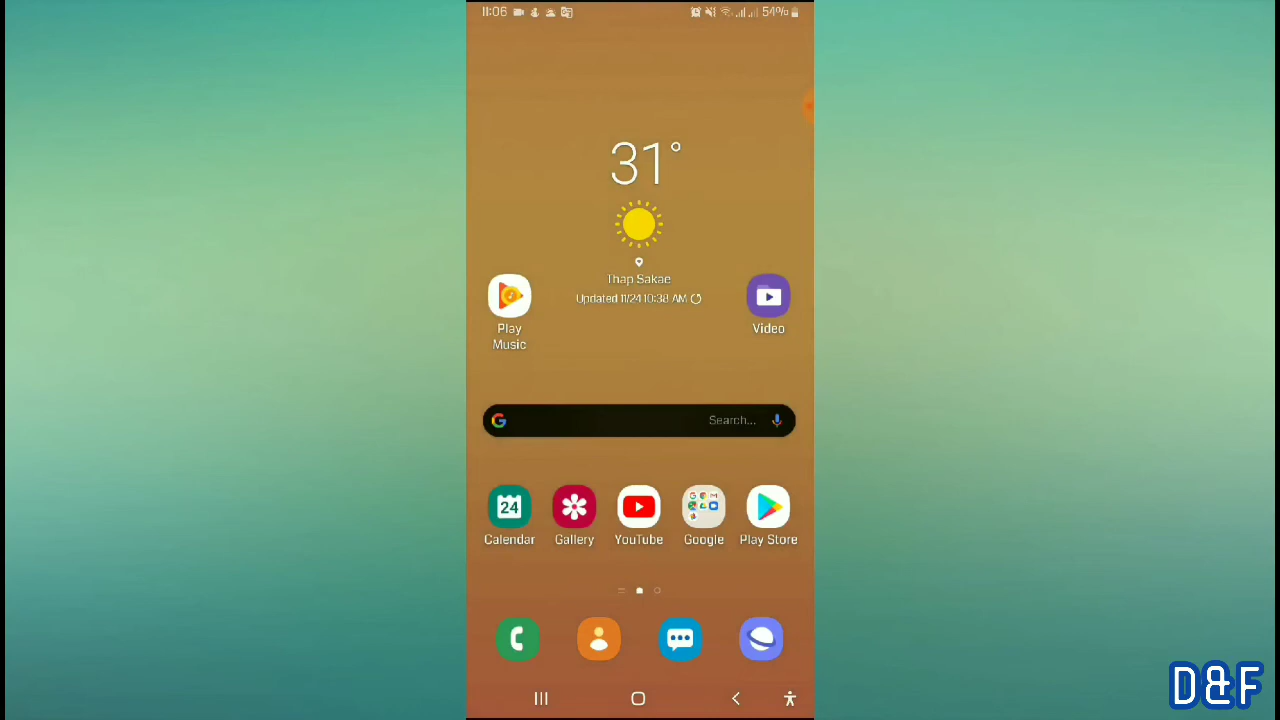 11:06
54%
31°
Thap Sakae
Updated 11/24 10:38 AM
Play
Music
Video
G
Search...
24
Calendar
Gallery
YouTube
Google
Play Store
D&F